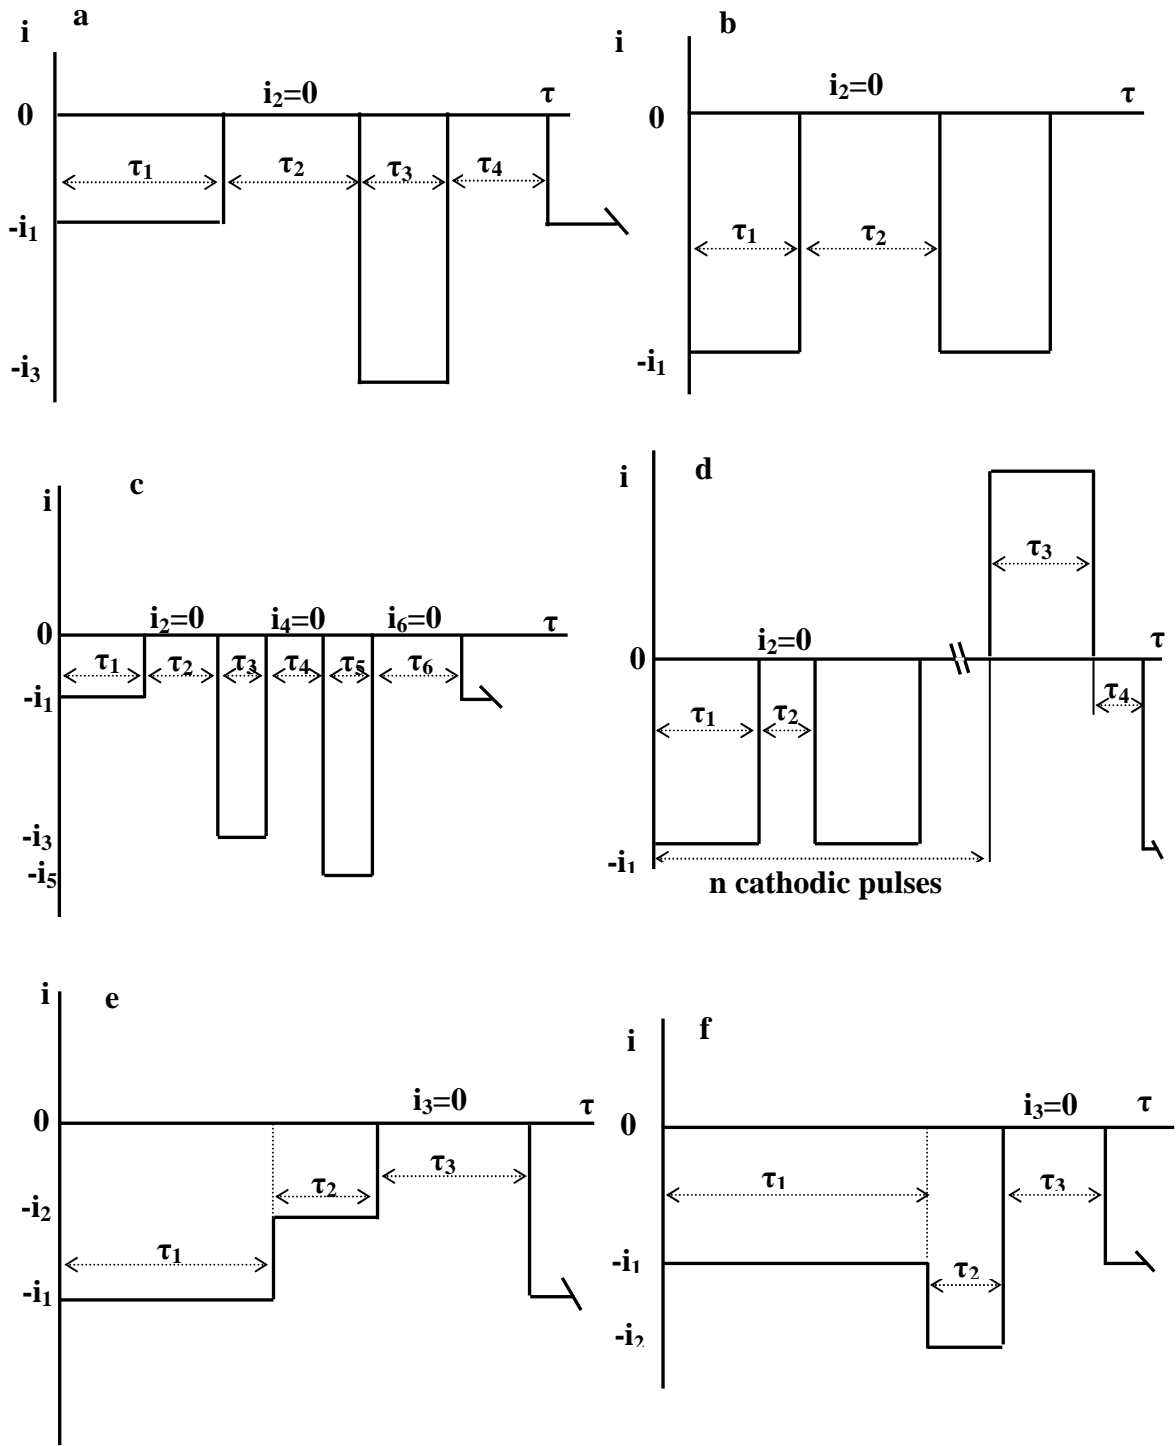 a
i
i₂=0
τ
0
τ₁
τ₂
τ₃
τ₄
-i₁
-i₃
b
i
i₂=0
τ
0
τ₁
τ₂
-i₁
c
i
i₂=0
i₄=0
i₆=0
τ
0
τ₁
τ₂
τ₃
τ₄
τ₅
τ₆
-i₁
-i₃
-i₅
d
i
τ₃
i₂=0
τ
0
τ₄
τ₁
τ₂
-i₁
n cathodic pulses
e
i
i₃=0
τ
0
τ₃
τ₂
-i₂
τ₁
-i₁
f
i
i₃=0
τ
0
τ₁
τ₃
-i₁
τ₂
-i₂